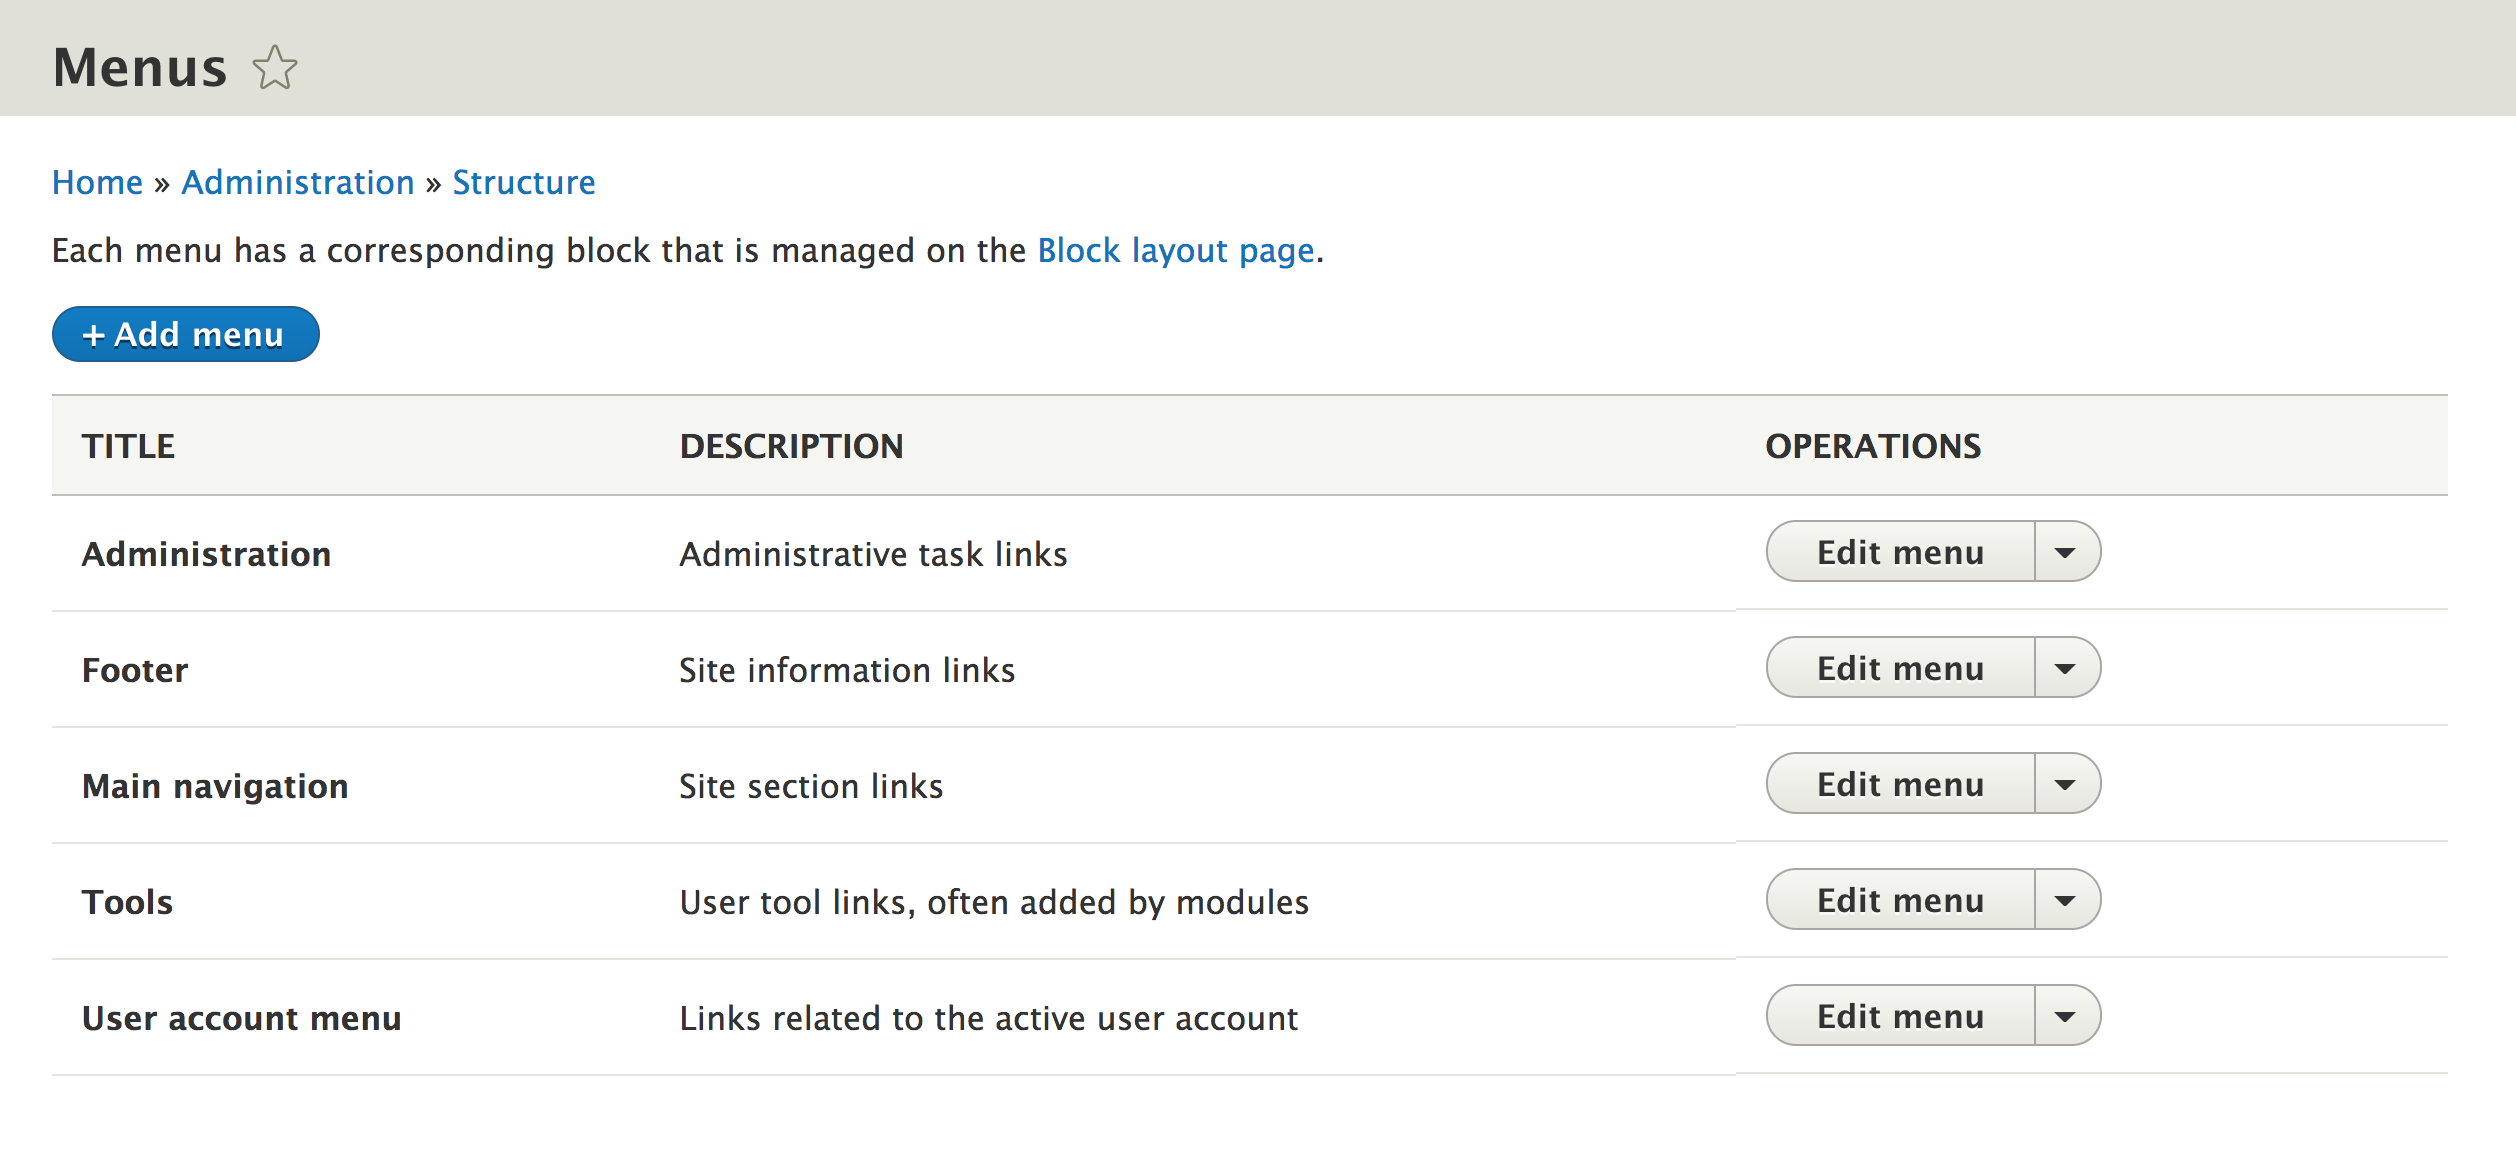 Menus
Home » Administration » Structure
Each menu has a corresponding block that is managed on the Block layout page.
+ Add menu
TITLE DESCRIPTION OPERATIONS
Administration Administrative task links Edit menu
Footer Site information links Edit menu
Main navigation Site section links Edit menu
Tools User tool links, often added by modules Edit menu
User account menu Links related to the active user account Edit menu